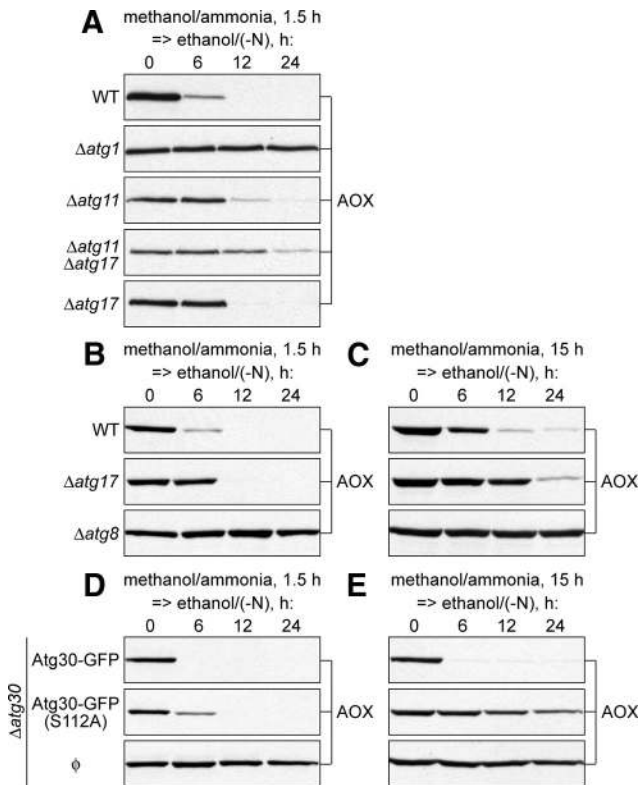 A
methanol/ammonia, 1.5 h
=> ethanol/(-N), h:
0 6 12 24
WT
Δatg1
Δatg11
Δatg11
Δatg17
Δatg17
AOX
B
methanol/ammonia, 1.5 h
=> ethanol/(-N), h:
0 6 12 24
WT
Δatg17
Δatg8
AOX
C
methanol/ammonia, 15 h
=> ethanol/(-N), h:
0 6 12 24
AOX
D
methanol/ammonia, 1.5 h
=> ethanol/(-N), h:
0 6 12 24
Δatg30
Atg30-GFP
Atg30-GFP
(S112A)
ϕ
AOX
E
methanol/ammonia, 15 h
=> ethanol/(-N), h:
0 6 12 24
AOX